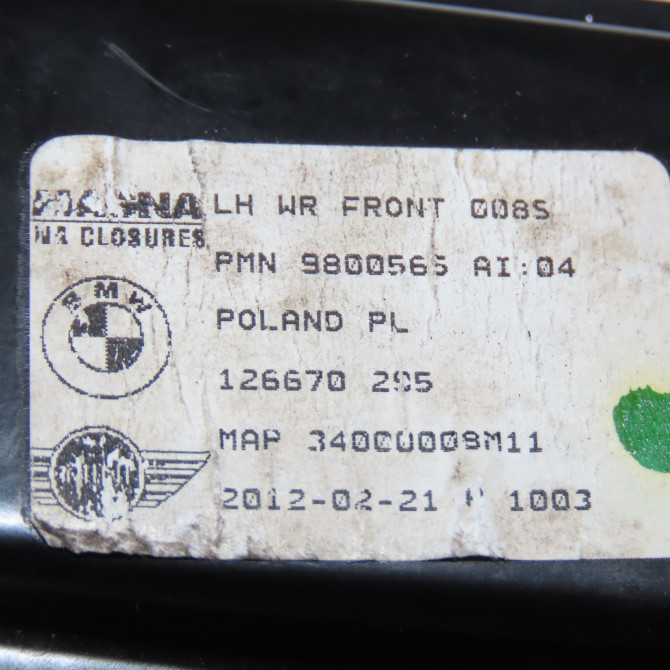 MAGNA
CLOSURES
BMW
LH WR FRONT 0085
PMN 9800565 AI:04
POLAND PL
126670 295
MAP 34000008M11
2012-02-21 1003